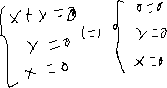 x + y = 0
y = 0
x = 0
(=)
0 = 0
y = 0
x = 0